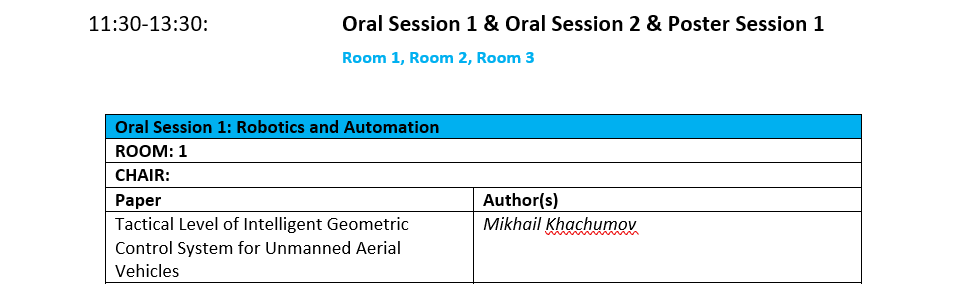 11:30-13:30: Oral Session 1 & Oral Session 2 & Poster Session 1
Room 1, Room 2, Room 3
Oral Session 1: Robotics and Automation
ROOM: 1
CHAIR:
Paper Author(s)
Tactical Level of Intelligent Geometric Mikhail Khachumov
Control System for Unmanned Aerial
Vehicles